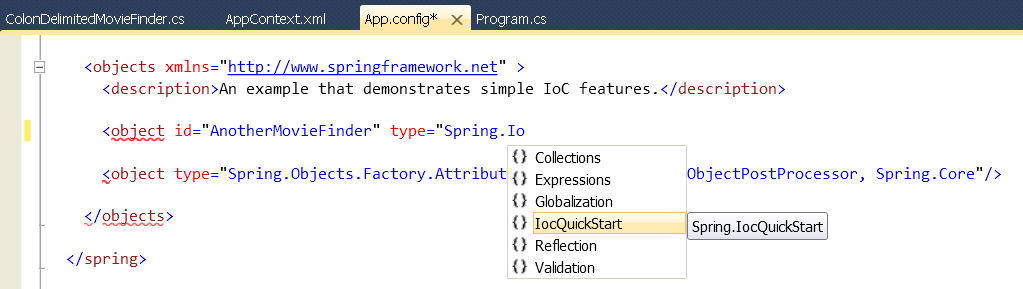 ColonDelimitedMovieFinder.cs AppContext.xml App.config* Program.cs
<objects xmlns="http://www.springframework.net" >
<description>An example that demonstrates simple IoC features.</description>
<object id="AnotherMovieFinder" type="Spring.Io
Collections
<object type="Spring.Objects.Factory.Attribut Expressions ObjectPostProcessor, Spring.Core"/>
Globalization
</objects> IocQuickStart Spring.IocQuickStart
Reflection
</spring> Validation